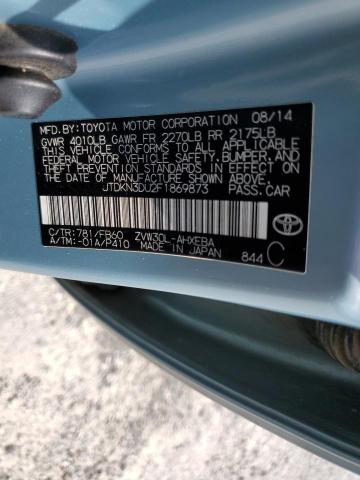 MFD.BY:TOYOTA MOTOR CORPORATION 08/14
GVWR 4010LB GAWR FR 2270LB RR 2175LB
THIS VEHICLE CONFORMS TO ALL APPLICABLE
FEDERAL MOTOR VEHICLE SAFETY, BUMPER, AND
THEFT PREVENTION STANDARDS IN EFFECT ON
THE DATE OF MANUFACTURE SHOWN ABOVE.
JTDKN3DU2F1869873 PASS.CAR
C/TR:781/FB60 ZVW30L-AHXEBA
A/TM:-01A/P410 MADE IN JAPAN
844 C
TOYOTA